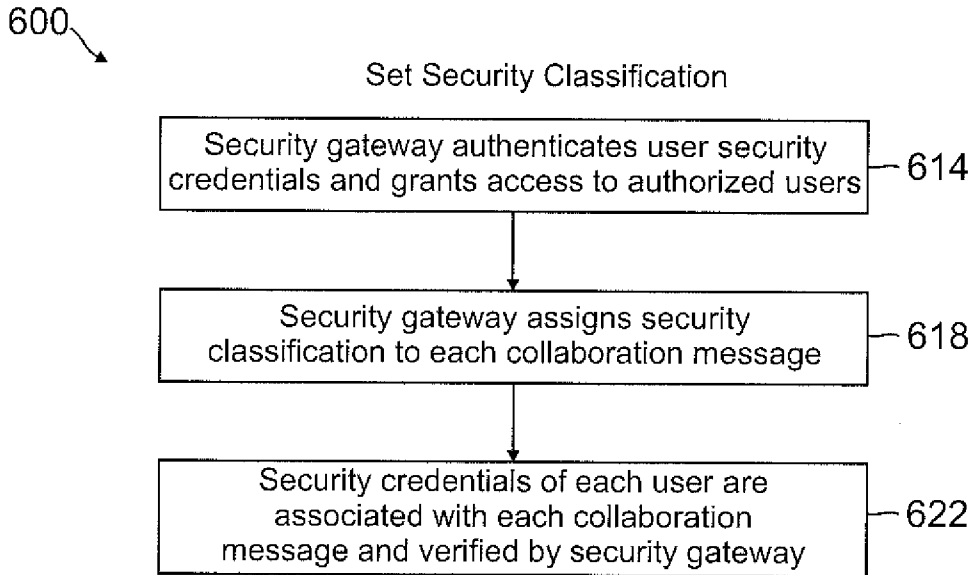 600
Set Security Classification
Security gateway authenticates user security
credentials and grants access to authorized users
614
Security gateway assigns security
classification to each collaboration message
618
Security credentials of each user are
associated with each collaboration
message and verified by security gateway
622